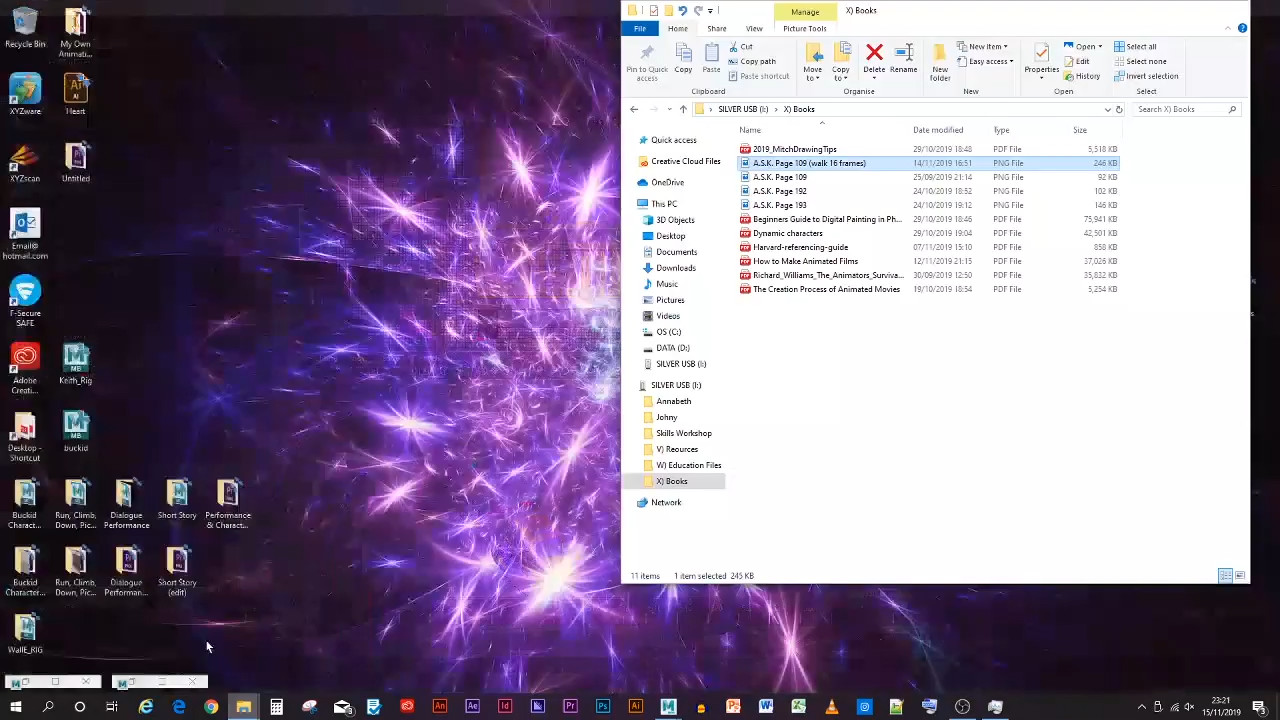 Recycle Bin
My Own Animati...
XYZware
1Heart
XYZscan
Untitled
Email@ hotmail.com
F-Secure SAFE
Adobe Creati...
Keith_Rig
Desktop - Shortcut
buckid
Buckid Charact...
Run, Climb, Down, Pic...
Dialogue Performance
Short Story
Performance & Charact...
Buckid Character...
Run, Climb, Down, Pic...
Dialogue Performan...
Short Story (edit)
Walle_RIG
Manage
X) Books
File
Home
Share
View
Picture Tools
Pin to Quick access
Copy
Paste
Cut
Copy path
Paste shortcut
Clipboard
Move to
Copy to
Delete
Rename
Organise
New folder
New item
Easy access
New
Properties
Open
Edit
History
Open
Select all
Select none
Invert selection
Select
SILVER USB (I:) › X) Books
Search X) Books
Name Date modified Type Size
2019_MitchDrawingTips 29/10/2019 18:48 PDF File 5,518 KB
A.S.K. Page 109 (walk 16 frames) 14/11/2019 16:51 PNG File 246 KB
A.S.K. Page 109 25/09/2019 21:14 PNG File 92 KB
A.S.K. Page 192 24/10/2019 18:52 PNG File 102 KB
A.S.K. Page 193 24/10/2019 19:12 PNG File 146 KB
Beginners Guide to Digital Painting in Ph... 29/10/2019 18:46 PDF File 73,941 KB
Dynamic characters 29/10/2019 19:04 PDF File 42,501 KB
Harvard-referencing-guide 07/11/2019 15:10 PDF File 858 KB
How to Make Animated Films 12/11/2019 21:15 PDF File 37,026 KB
Richard_Williams_The_Animators_Surviva... 30/09/2019 12:50 PDF File 35,832 KB
The Creation Process of Animated Movies 19/10/2019 18:54 PDF File 5,254 KB
Quick access
Creative Cloud Files
OneDrive
This PC
3D Objects
Desktop
Documents
Downloads
Music
Pictures
Videos
OS (C:)
DATA (D:)
SILVER USB (I:)
SILVER USB (I:)
Annabeth
Johny
Skills Workshop
V) Reources
W) Education Files
X) Books
Network
11 items 1 item selected 245 KB
23:21
15/11/2019